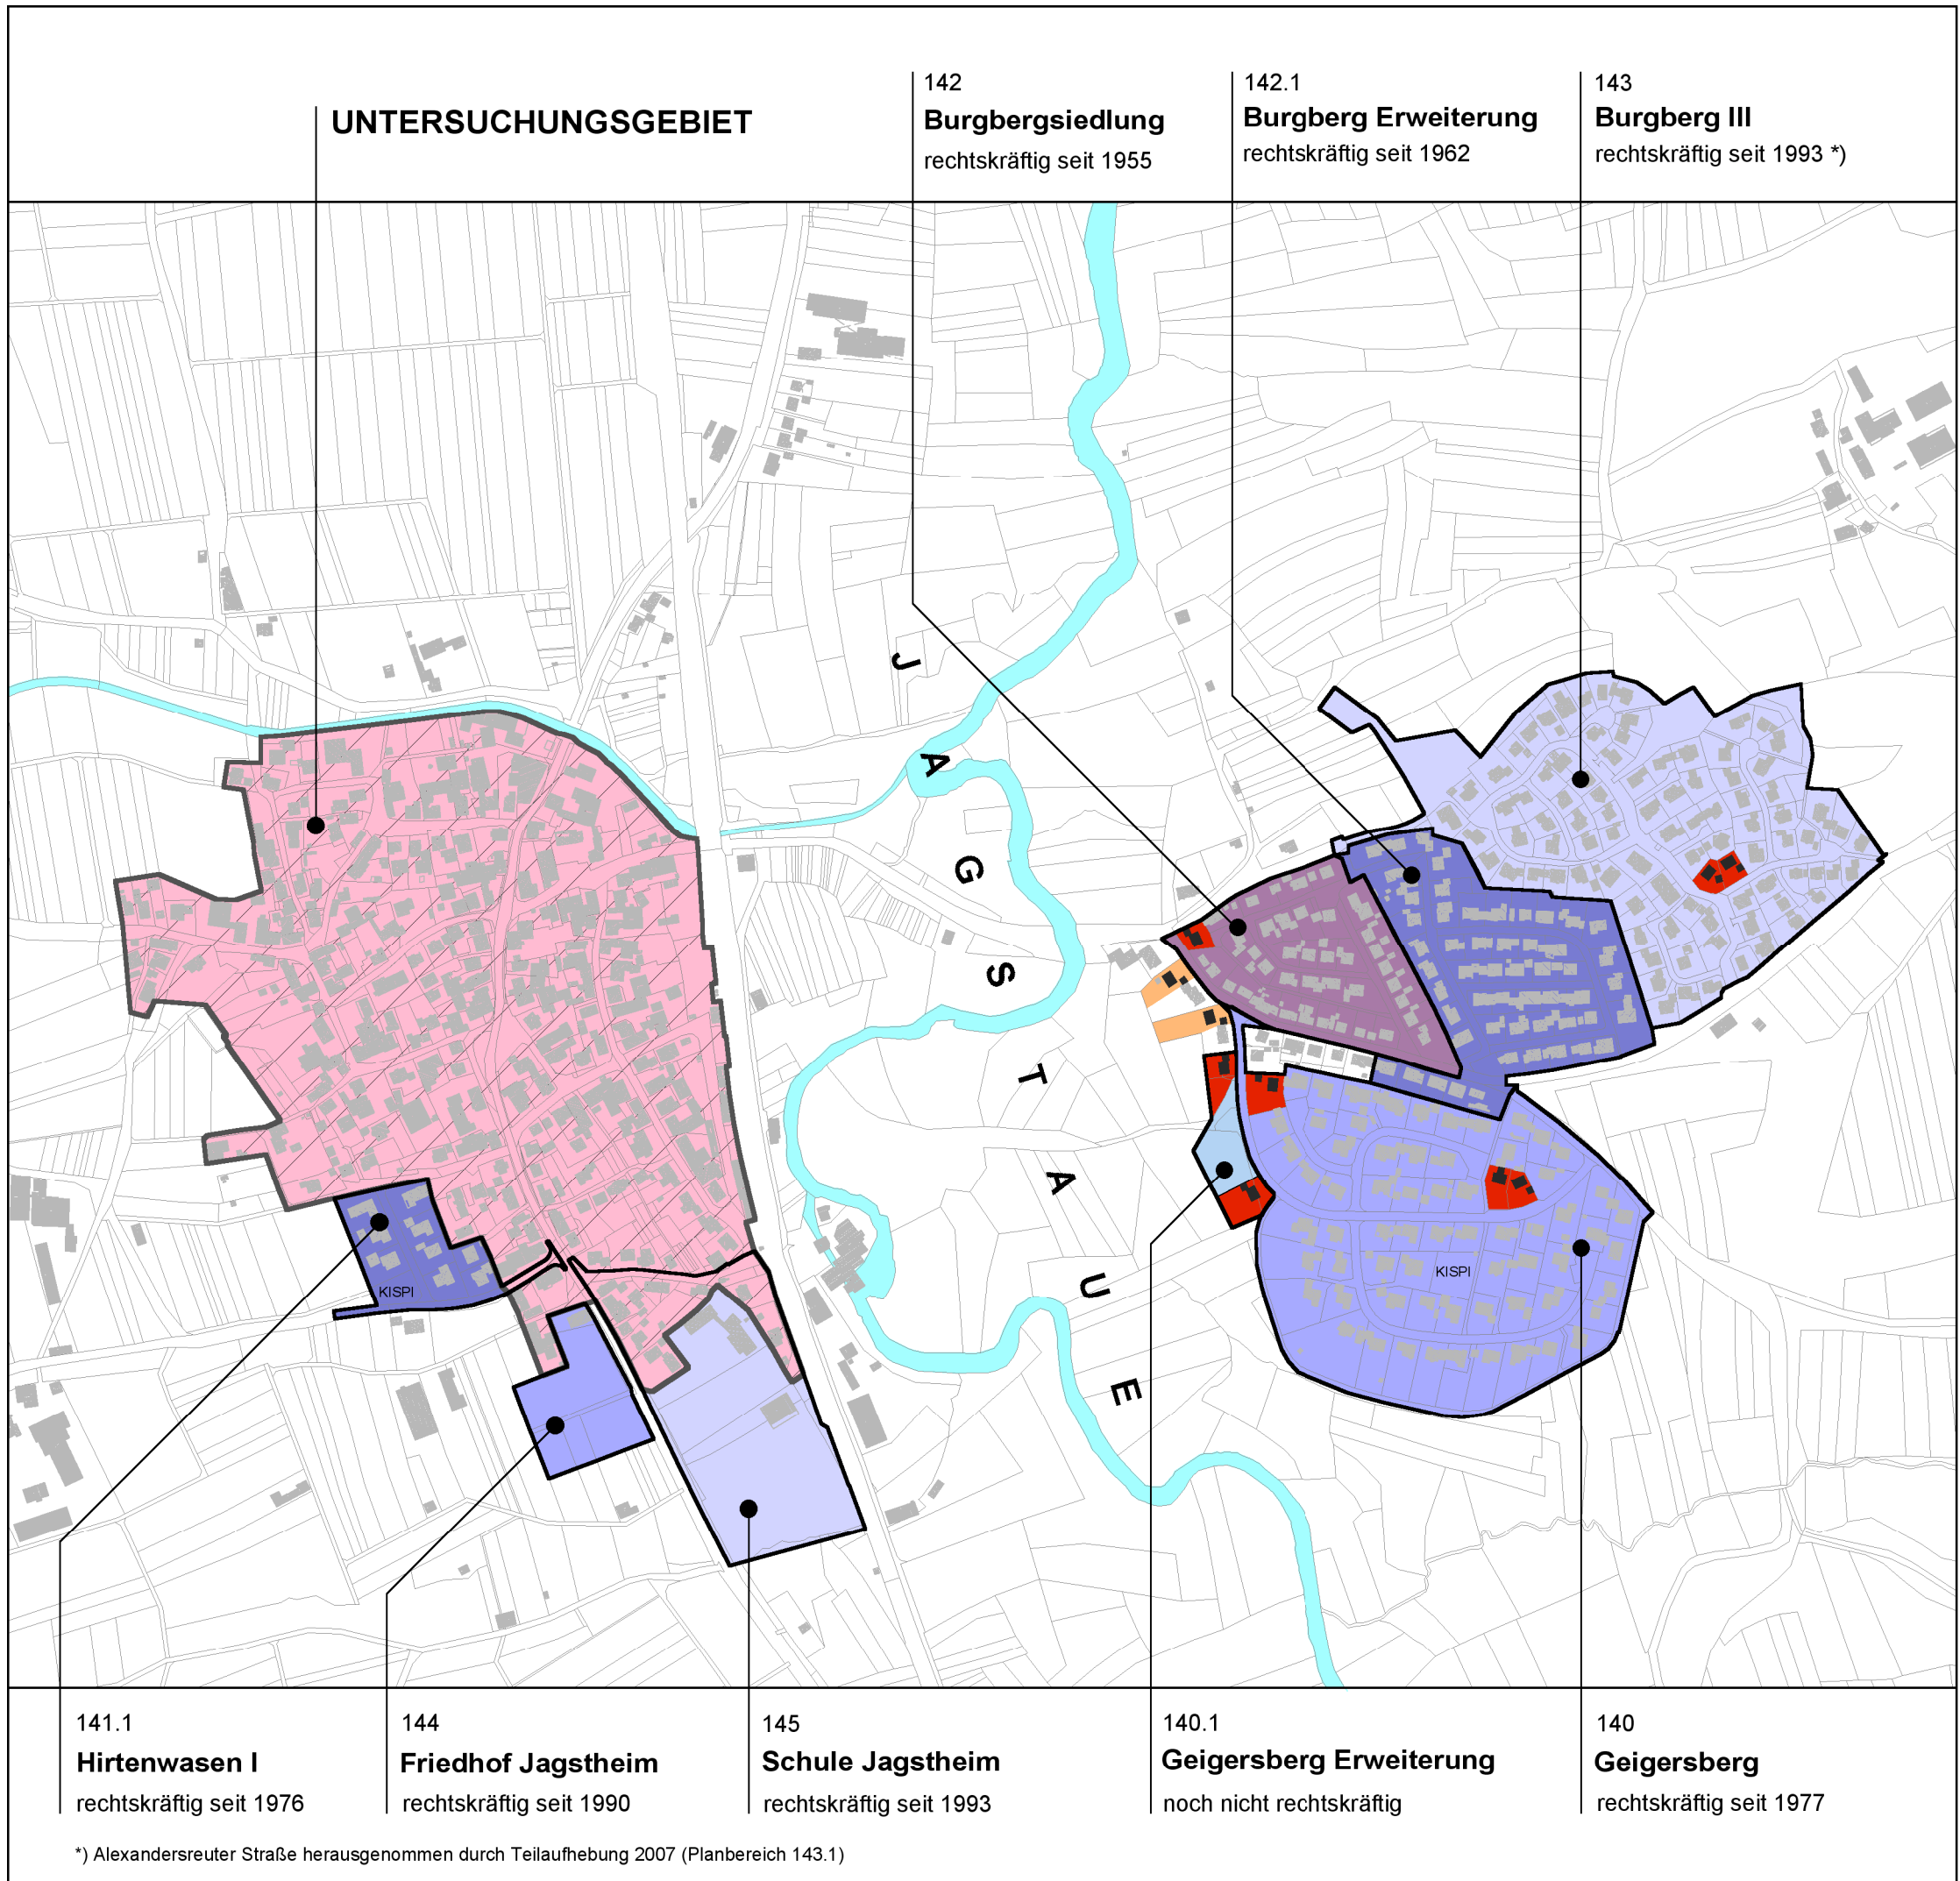 UNTERSUCHUNGSGEBIET
142
Burgbergsiedlung
rechtskräftig seit 1955
142.1
Burgberg Erweiterung
rechtskräftig seit 1962
143
Burgberg III
rechtskräftig seit 1993 *)
J A G S T A U E
KISPI
KISPI
141.1
Hirtenwasen I
rechtskräftig seit 1976
144
Friedhof Jagstheim
rechtskräftig seit 1990
145
Schule Jagstheim
rechtskräftig seit 1993
140.1
Geigersberg Erweiterung
noch nicht rechtskräftig
140
Geigersberg
rechtskräftig seit 1977
*) Alexandersreuter Straße herausgenommen durch Teilaufhebung 2007 (Planbereich 143.1)